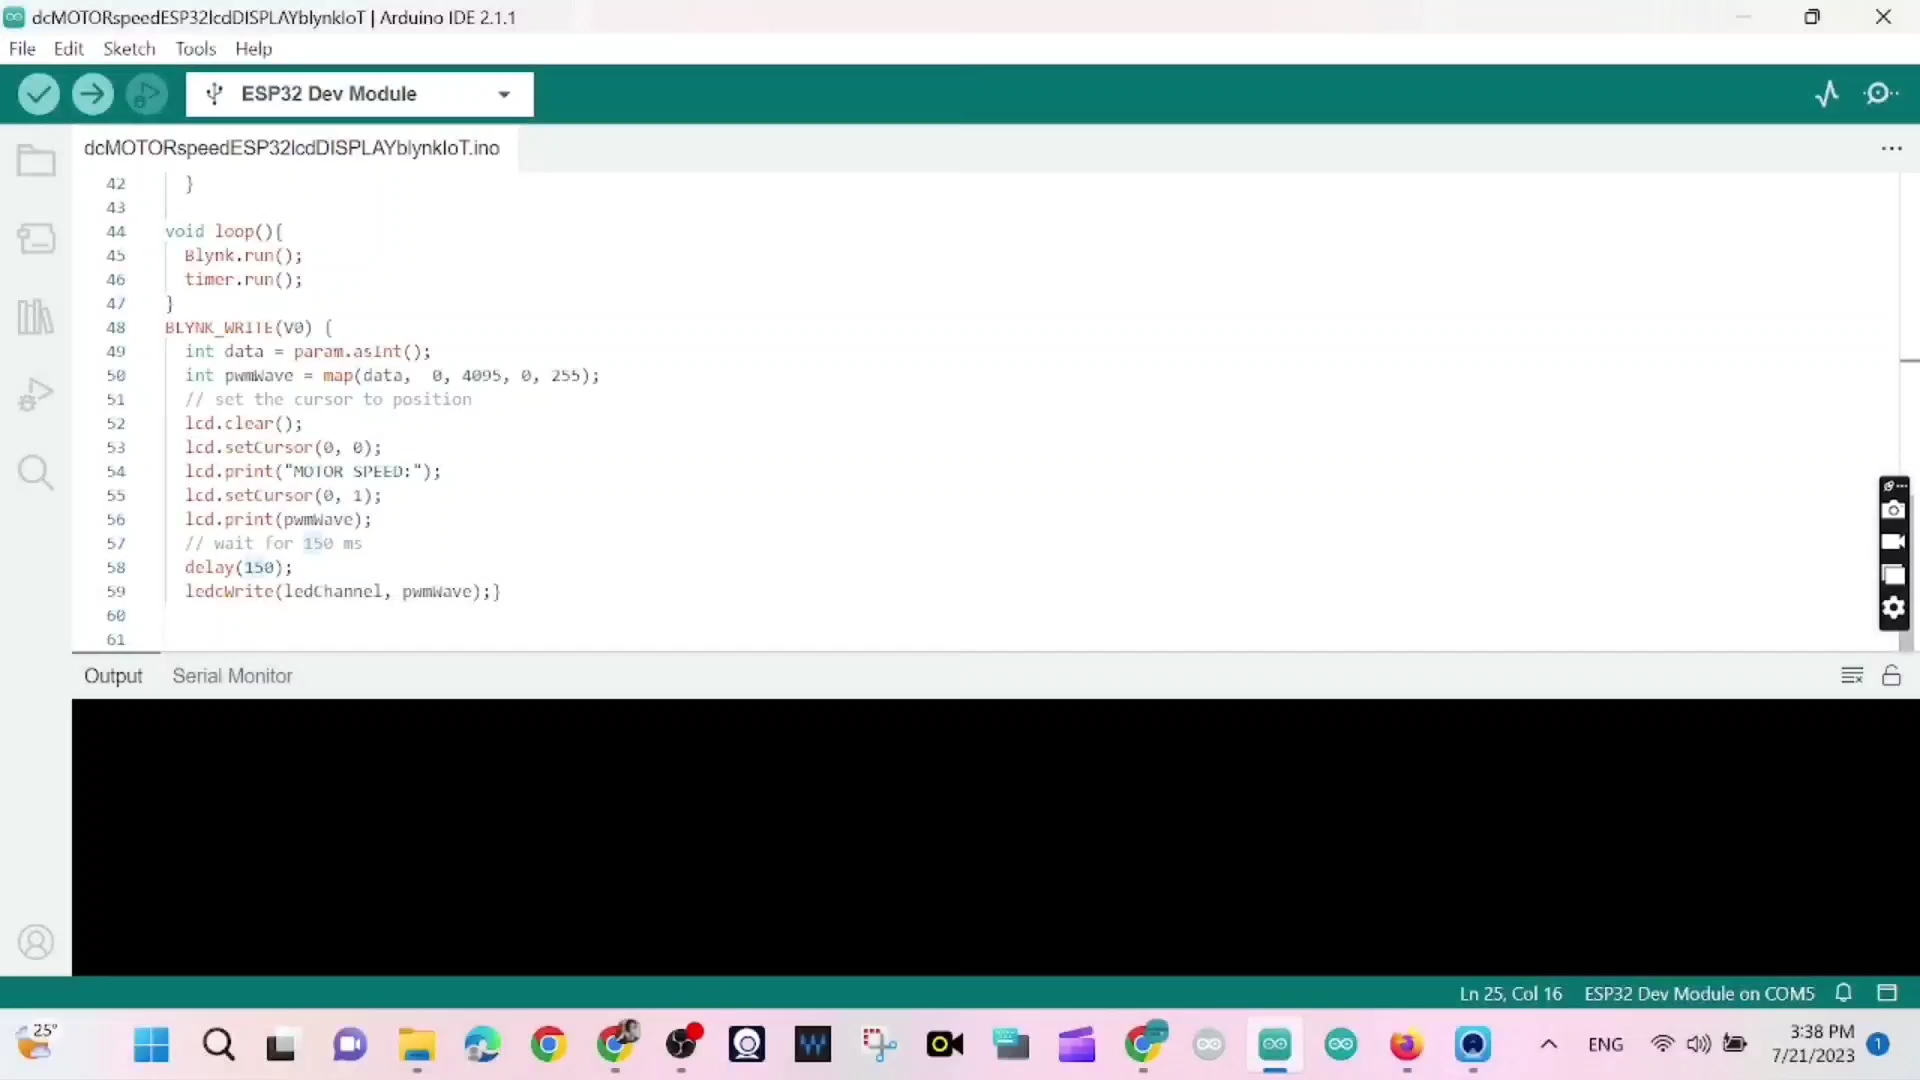 dcMOTORspeedESP32lcdDISPLAYblynkIoT | Arduino IDE 2.1.1
File Edit Sketch Tools Help
ESP32 Dev Module
dcMOTORspeedESP32lcdDISPLAYblynkIoT.ino
42 }
43
44 void loop(){
45 Blynk.run();
46 timer.run();
47 }
48 BLYNK_WRITE(V0) {
49 int data = param.asInt();
50 int pwmWave = map(data,  0, 4095, 0, 255);
51 // set the cursor to position
52 lcd.clear();
53 lcd.setCursor(0, 0);
54 lcd.print("MOTOR SPEED:");
55 lcd.setCursor(0, 1);
56 lcd.print(pwmWave);
57 // wait for 150 ms
58 delay(150);
59 ledcWrite(ledChannel, pwmWave);}
60
61
Output Serial Monitor
Ln 25, Col 16 ESP32 Dev Module on COM5
25°
ENG
3:38 PM
7/21/2023
1